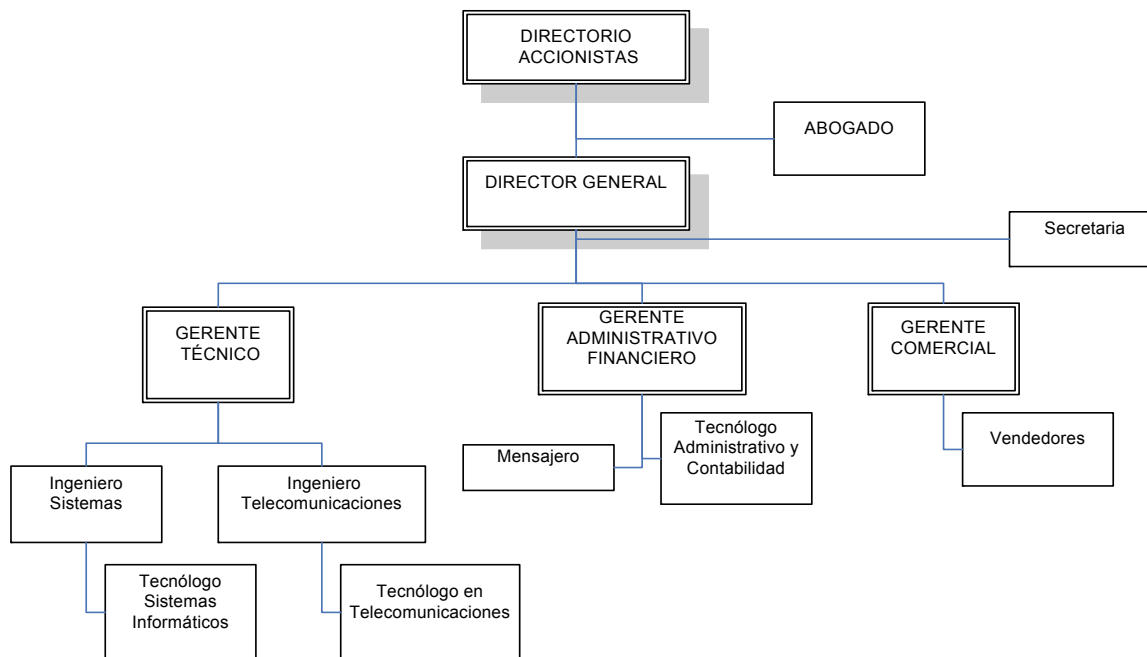 DIRECTORIO
ACCIONISTAS
ABOGADO
DIRECTOR GENERAL
Secretaria
GERENTE
TÉCNICO
GERENTE
ADMINISTRATIVO
FINANCIERO
GERENTE
COMERCIAL
Mensajero
Tecnólogo
Administrativo y
Contabilidad
Vendedores
Ingeniero
Sistemas
Ingeniero
Telecomunicaciones
Tecnólogo
Sistemas
Informáticos
Tecnólogo en
Telecomunicaciones